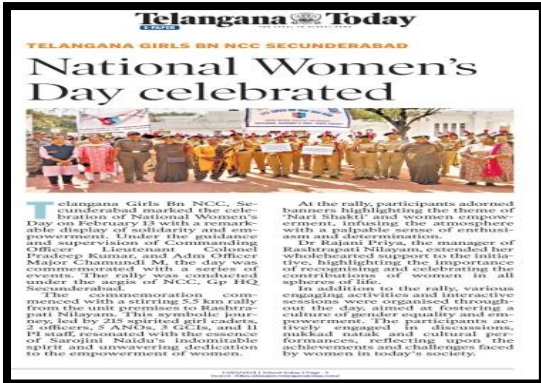 Telangana Today
E-PAPER
TELANGANA GIRLS BN NCC SECUNDERABAD
National Women's
Day celebrated
Telangana Girls Bn NCC, Se-
cunderabad marked the cele-
bration of National Women's
Day on February 13 with a remark-
able display of solidarity and em-
powerment. Under the guidance
and supervision of Commanding
Officer Lieutenant Colonel
Pradeep Kumar, and Adm Officer
Major Chamundi M, the day was
commemorated with a series of
events. The rally was conducted
under the aegis of NCC, Gp HQ
Secunderabad.
The commemoration com-
menced with a stirring 5.5 km rally
from the unit premises to Rashtra-
pati Nilayam. This symbolic jour-
ney, led by 228 spirited girl cadets,
2 officers, 5 ANOs, 3 GCIs, and 11
PI staff, resonated with the essence
of Sarojini Naidu's indomitable
spirit and unwavering dedication
to the empowerment of women.
At the rally, participants adorned
banners highlighting the theme of
'Nari Shakti' and women empow-
erment, infusing the atmosphere
with a palpable sense of enthusi-
asm and determination.
Dr Rajani Priya, the manager of
Rashtrapati Nilayam, extended her
wholehearted support to the initia-
tive, highlighting the importance
of recognising and celebrating the
contributions of women in all
spheres of life.
In addition to the rally, various
engaging activities and interactive
sessions were organised through-
out the day, aimed at fostering a
culture of gender equality and em-
powerment. The participants ac-
tively engaged in discussions,
nukkad natak and cultural per-
formances, reflecting upon the
achievements and challenges faced
by women in today's society.